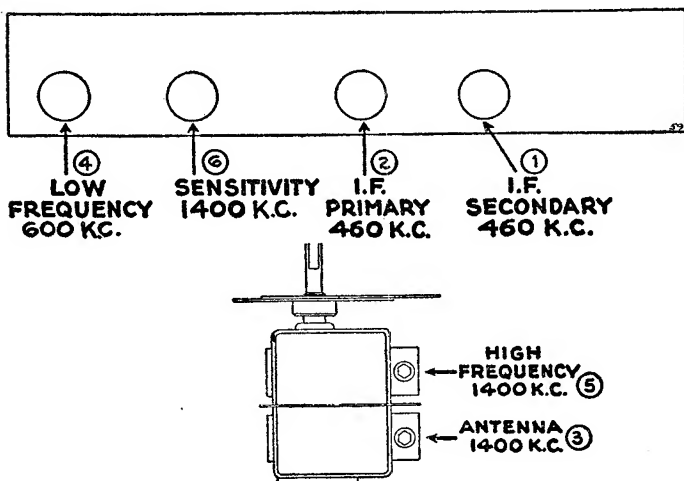 ④ ⑥ ② ①
LOW SENSITIVITY I.F. I.F.
FREQUENCY 1400 K.C. PRIMARY SECONDARY
600 K.C. 460 K.C. 460 K.C.
HIGH
FREQUENCY
1400 K.C. ⑤
ANTENNA
1400 K.C. ③